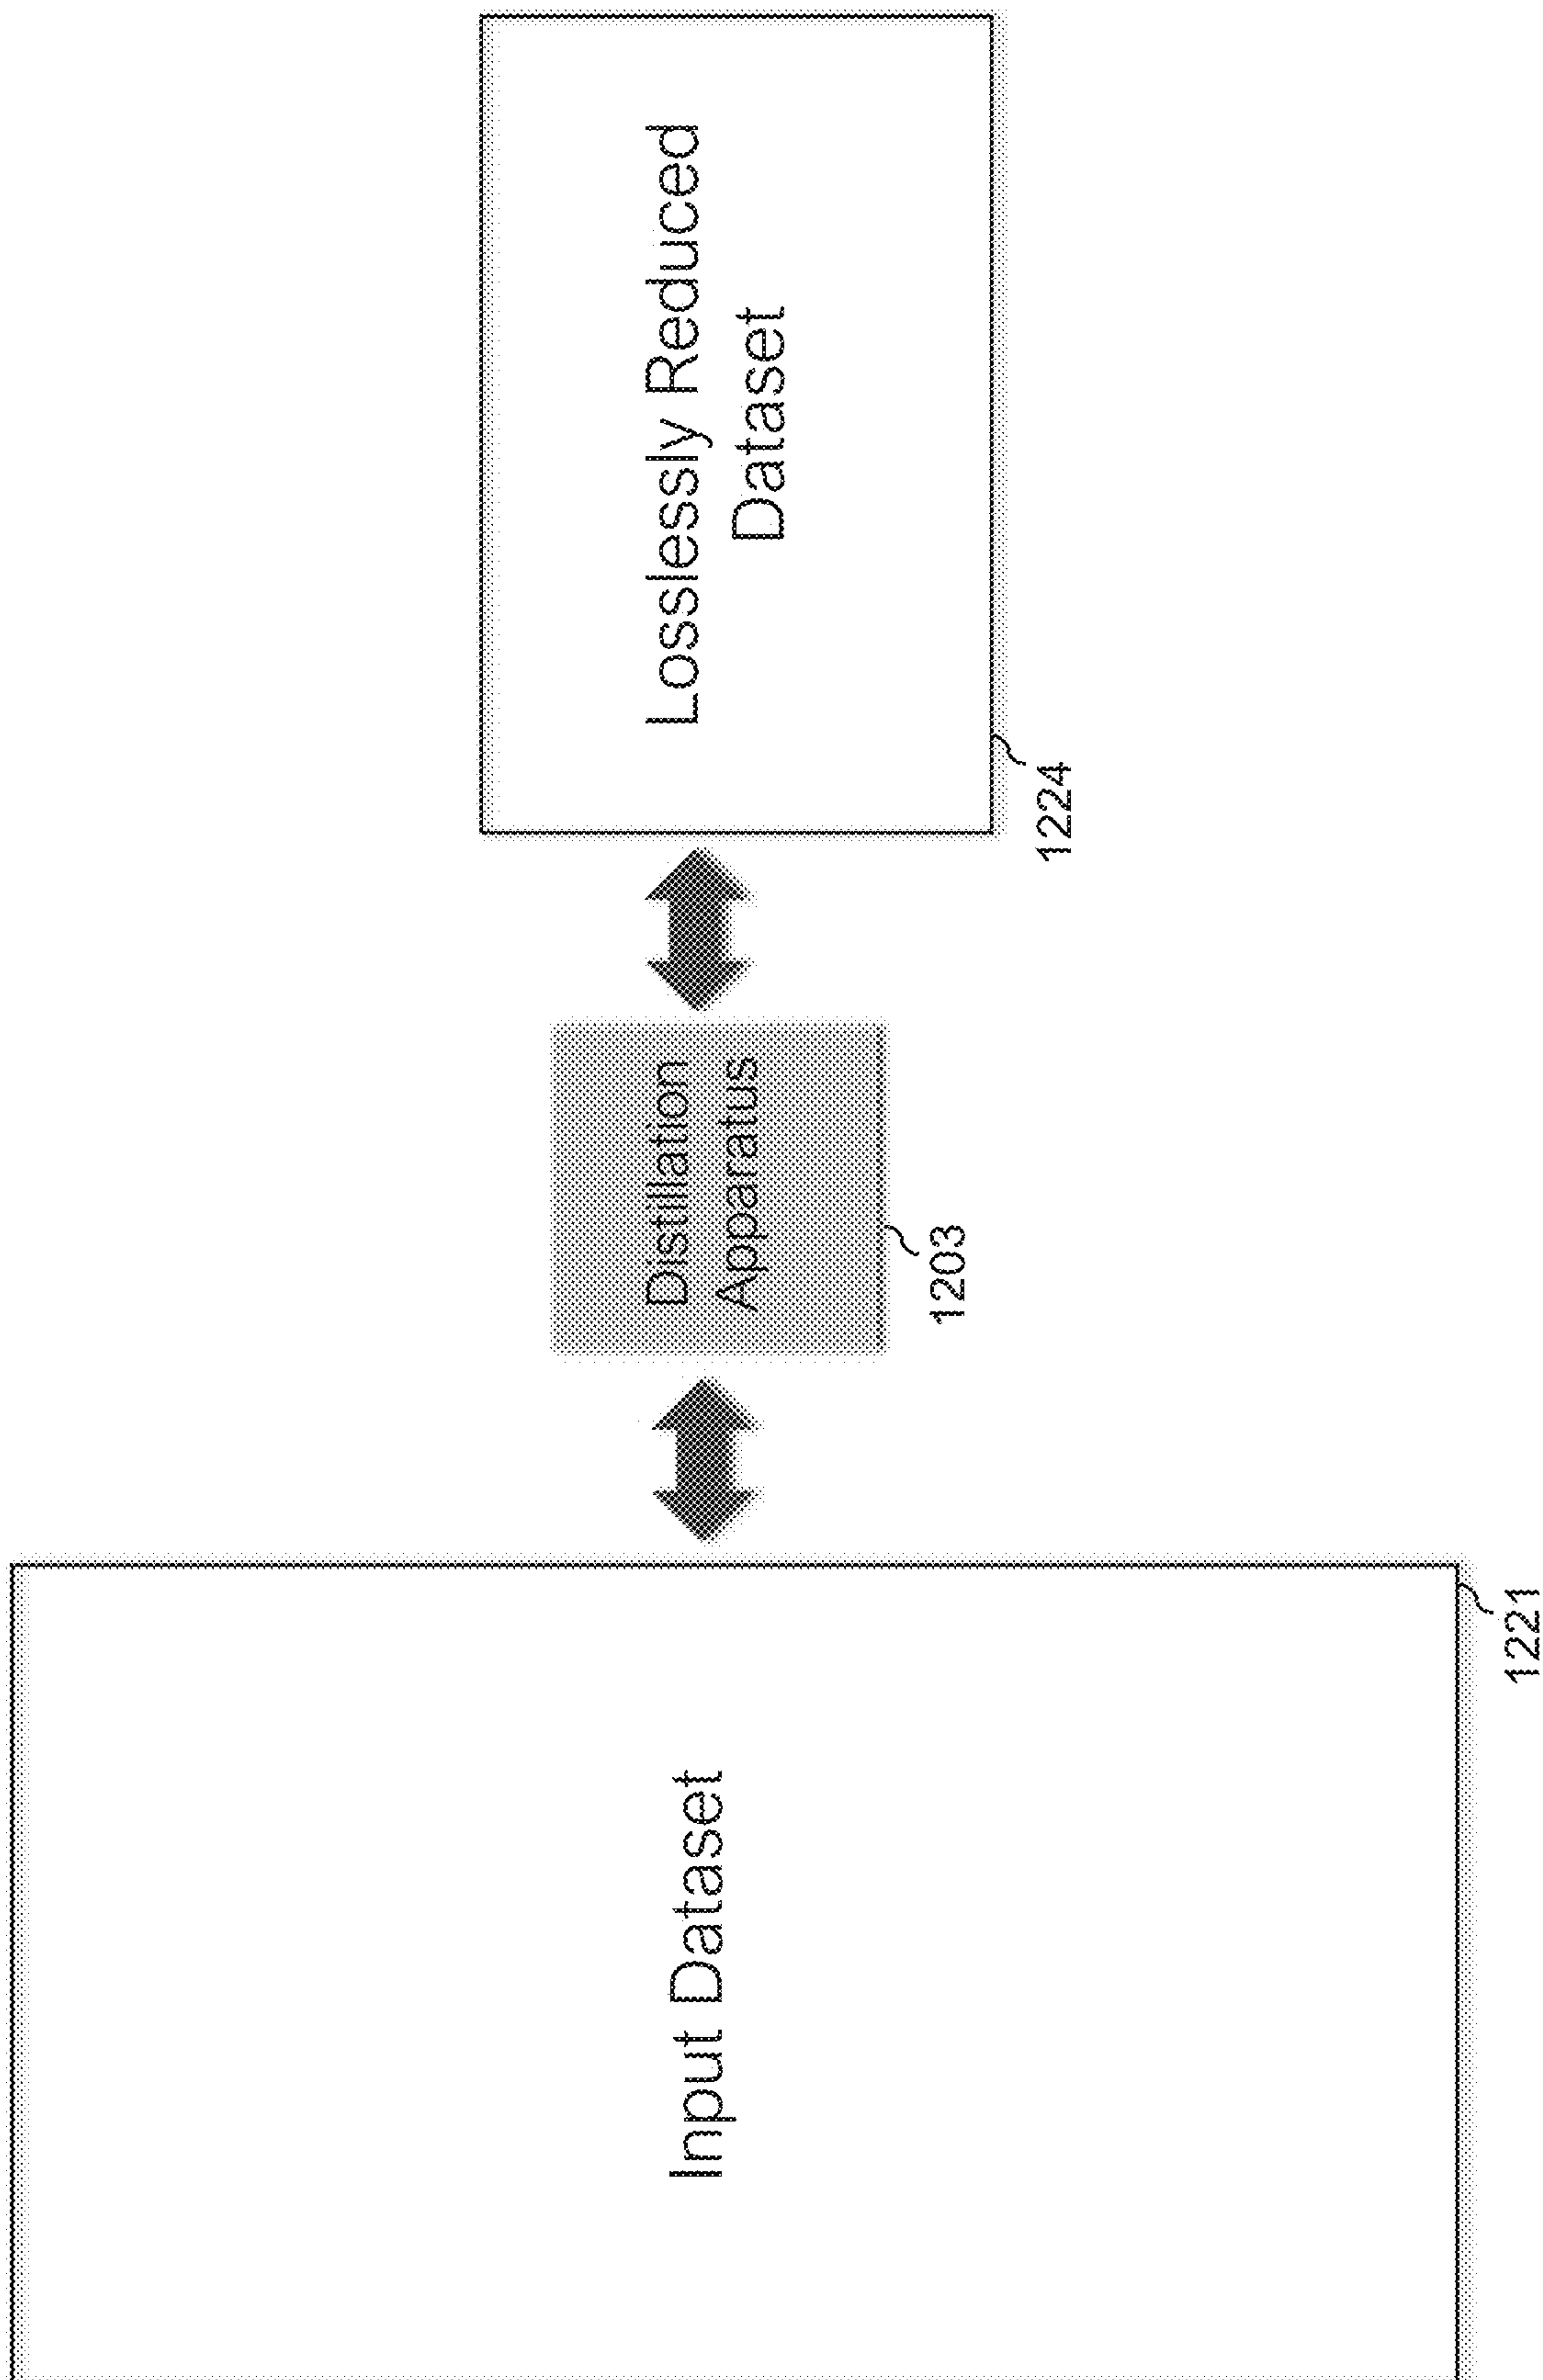 Input Dataset
1221
Distillation
Apparatus
1203
Losslessly Reduced
Dataset
1224